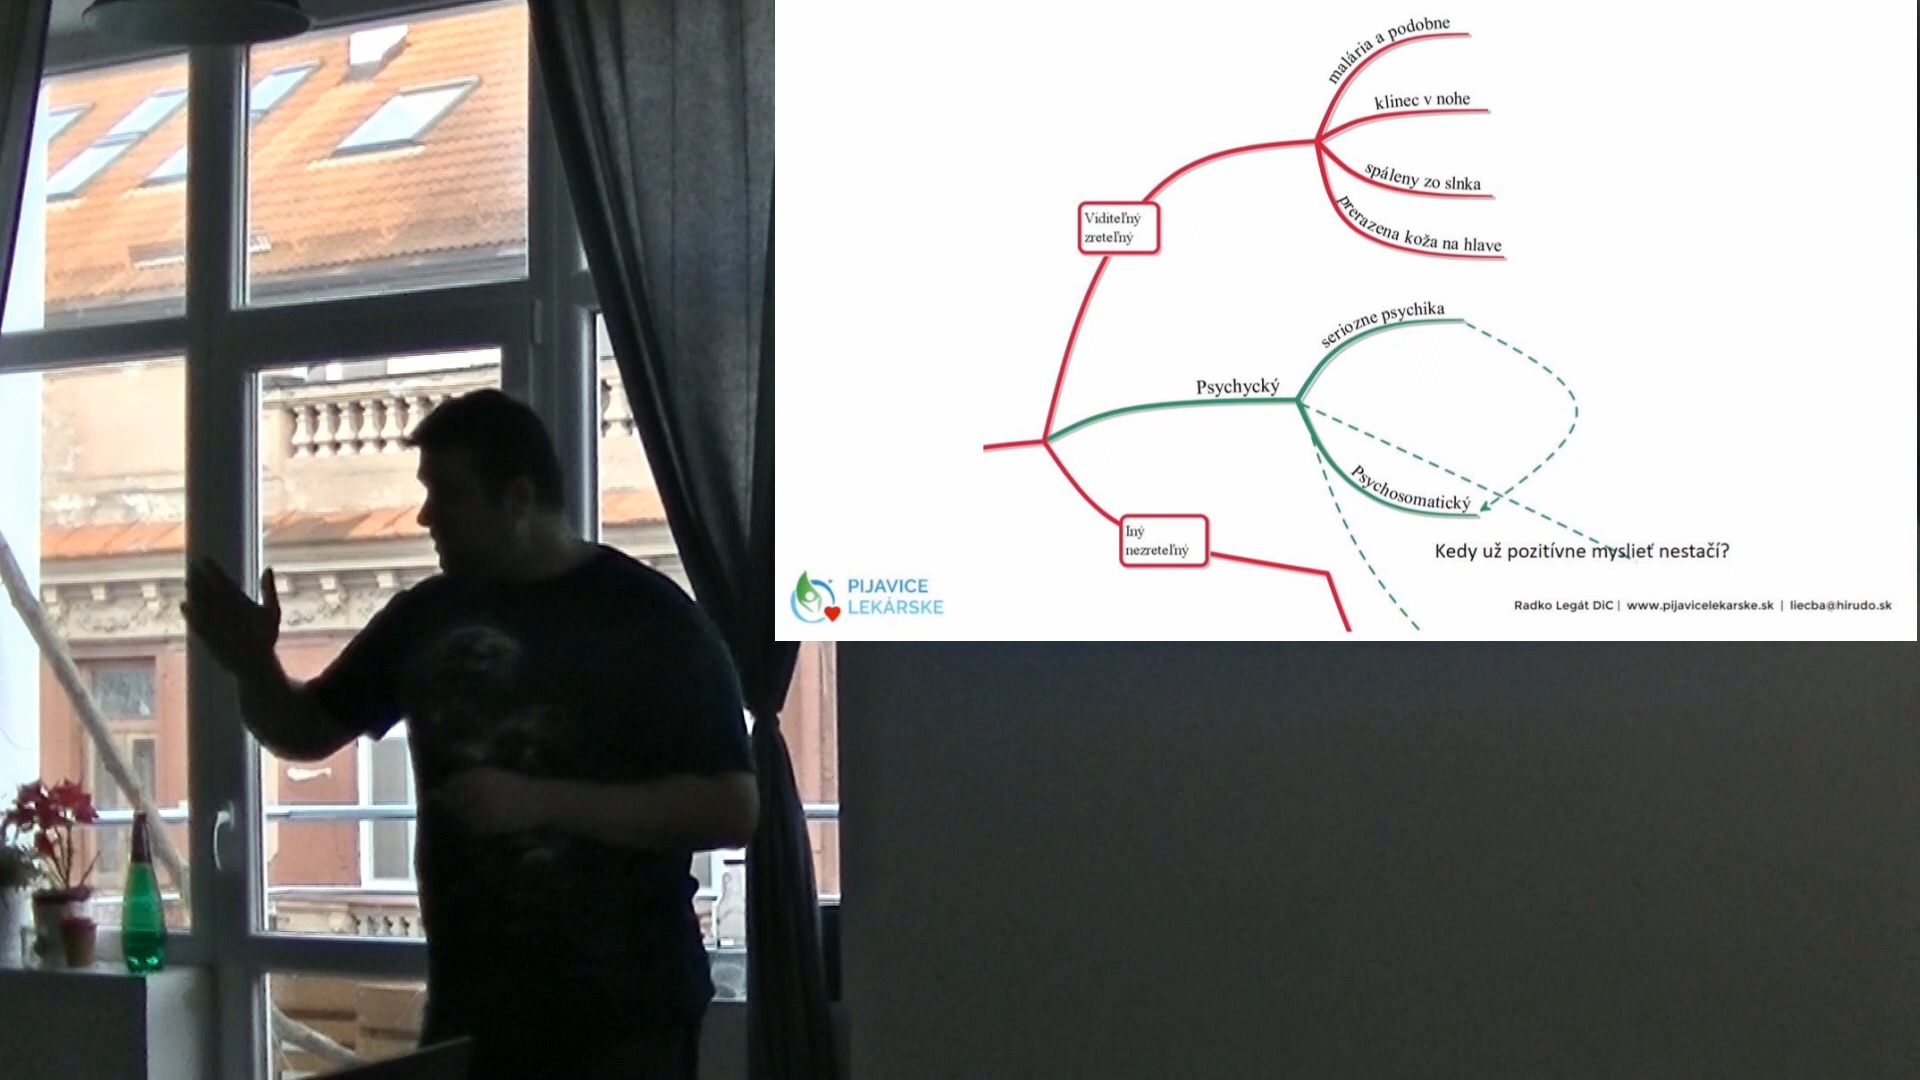 malária a podobne
klinec v nohe
spáleny zo slnka
prerazena koža na hlave
Viditeľný
zreteľný
seriozne psychika
Psychycký
Psychosomatický
Iný
nezreteľný
Kedy už pozitívne myslieť nestačí?
PIJAVICE
LEKÁRSKE
Radko Legát DiC | www.pijavicelekarske.sk | liecba@hirudo.sk